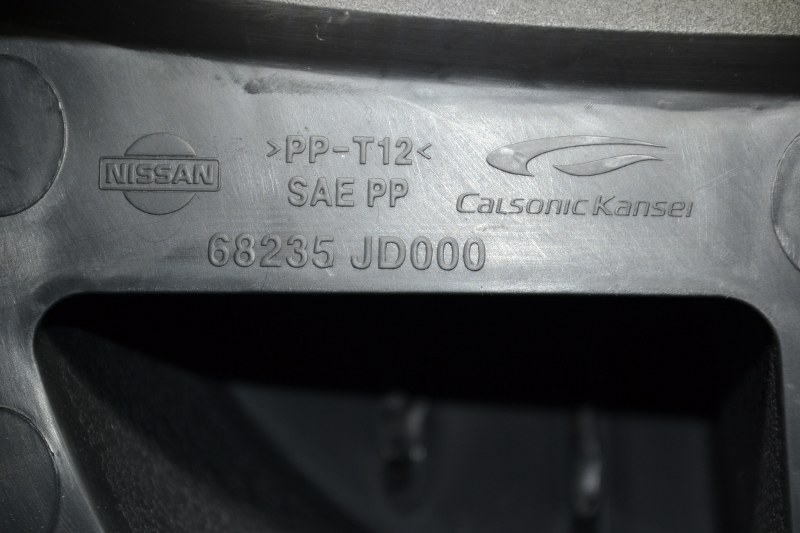 NISSAN
>PP-T12<
SAE PP
CalsonicKansei
68235 JD000